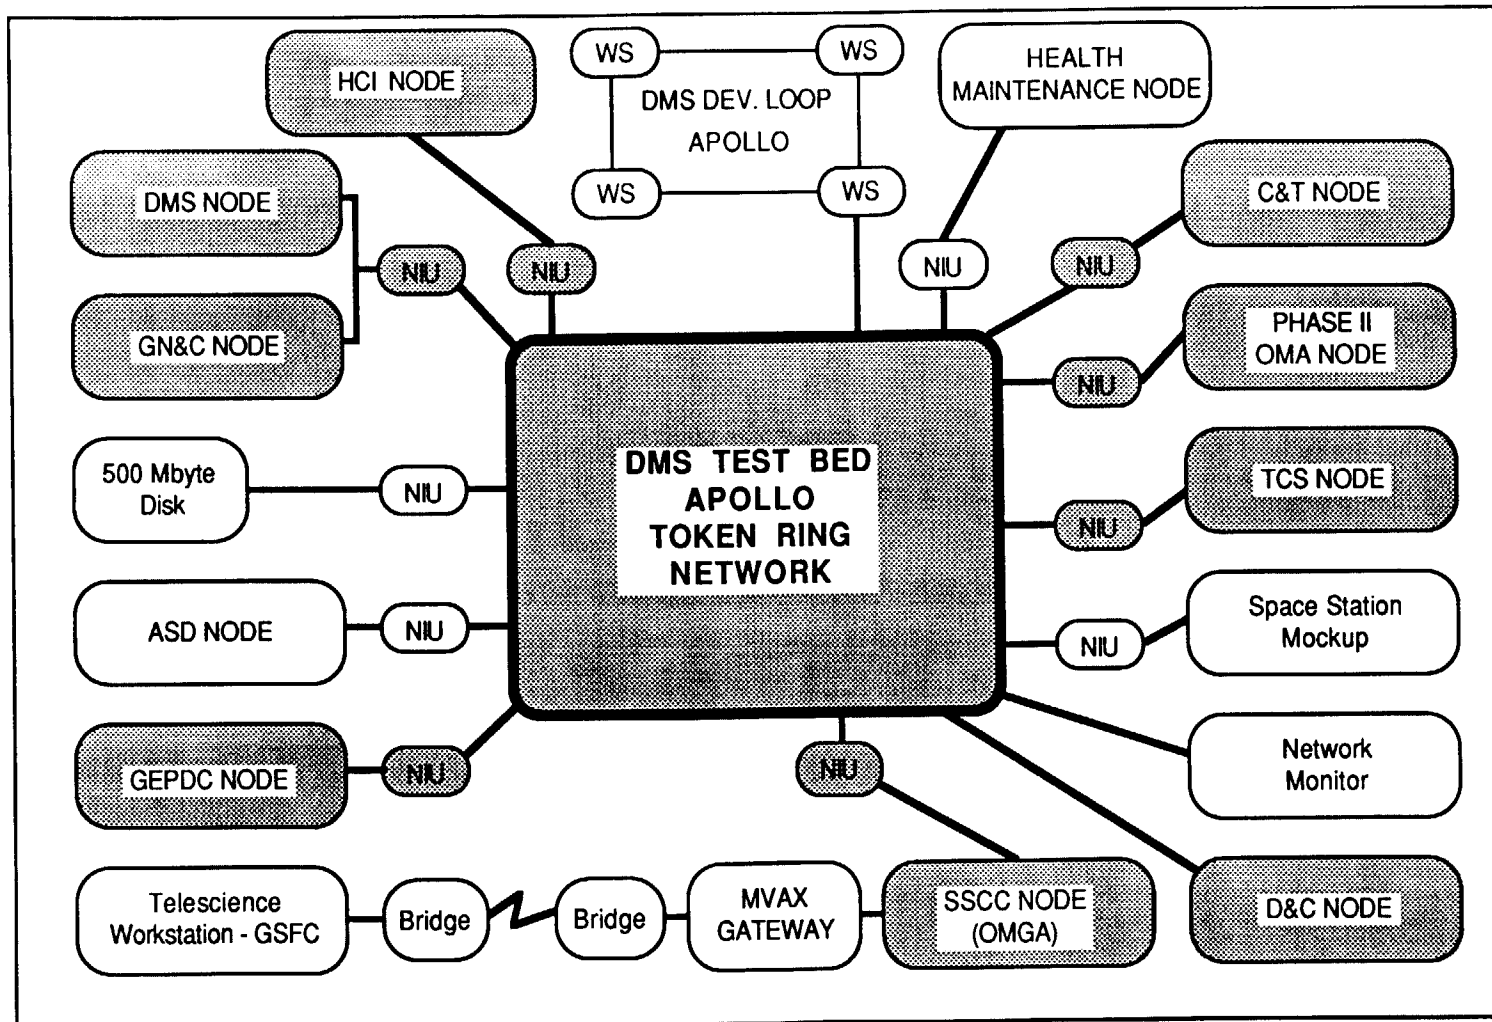 HCI NODE
WS
WS
DMS DEV. LOOP
APOLLO
WS
WS
HEALTH
MAINTENANCE NODE
DMS NODE
C&T NODE
NIU
NIU
NIU
NIU
GN&C NODE
PHASE II
OMA NODE
NIU
500 Mbyte
Disk
NIU
DMS TEST BED
APOLLO
TOKEN RING
NETWORK
NIU
TCS NODE
ASD NODE
NIU
NIU
Space Station
Mockup
GEPDC NODE
NIU
NIU
Network
Monitor
Telescience
Workstation - GSFC
Bridge
Bridge
MVAX
GATEWAY
SSCC NODE
(OMGA)
D&C NODE